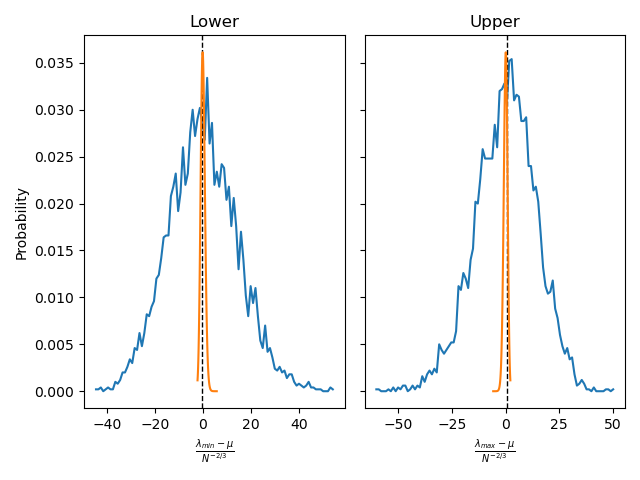 Lower
Upper
Probability
0.035
0.030
0.025
0.020
0.015
0.010
0.005
0.000
−40 −20 0 20 40
−50 −25 0 25 50
λmin − μ
N−2/3
λmax − μ
N−2/3